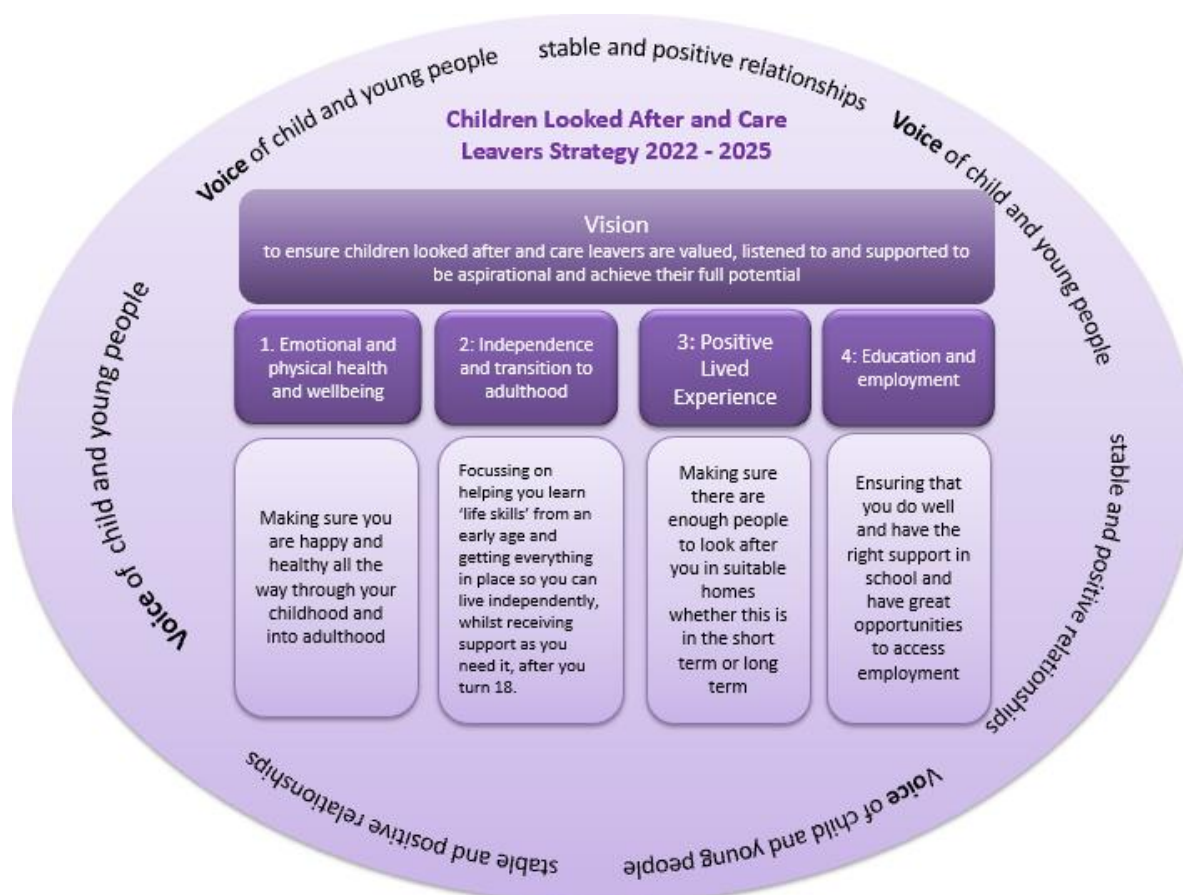 Voice of child and young people
stable and positive relationships
Voice of child and young people
stable and positive relationships
Voice of child and young people
stable and positive relationships
Voice of child and young people
Children Looked After and Care
Leavers Strategy 2022 - 2025
Vision
to ensure children looked after and care leavers are valued, listened to and supported to
be aspirational and achieve their full potential
1. Emotional and
physical health
and wellbeing
2: Independence
and transition to
adulthood
3: Positive
Lived
Experience
4: Education and
employment
Making sure you
are happy and
healthy all the
way through your
childhood and
into adulthood
Focussing on
helping you learn
‘life skills’ from an
early age and
getting everything
in place so you can
live independently,
whilst receiving
support as you
need it, after you
turn 18.
Making sure
there are
enough people
to look after
you in suitable
homes
whether this is
in the short
term or long
term
Ensuring that
you do well
and have the
right support in
school and
have great
opportunities
to access
employment